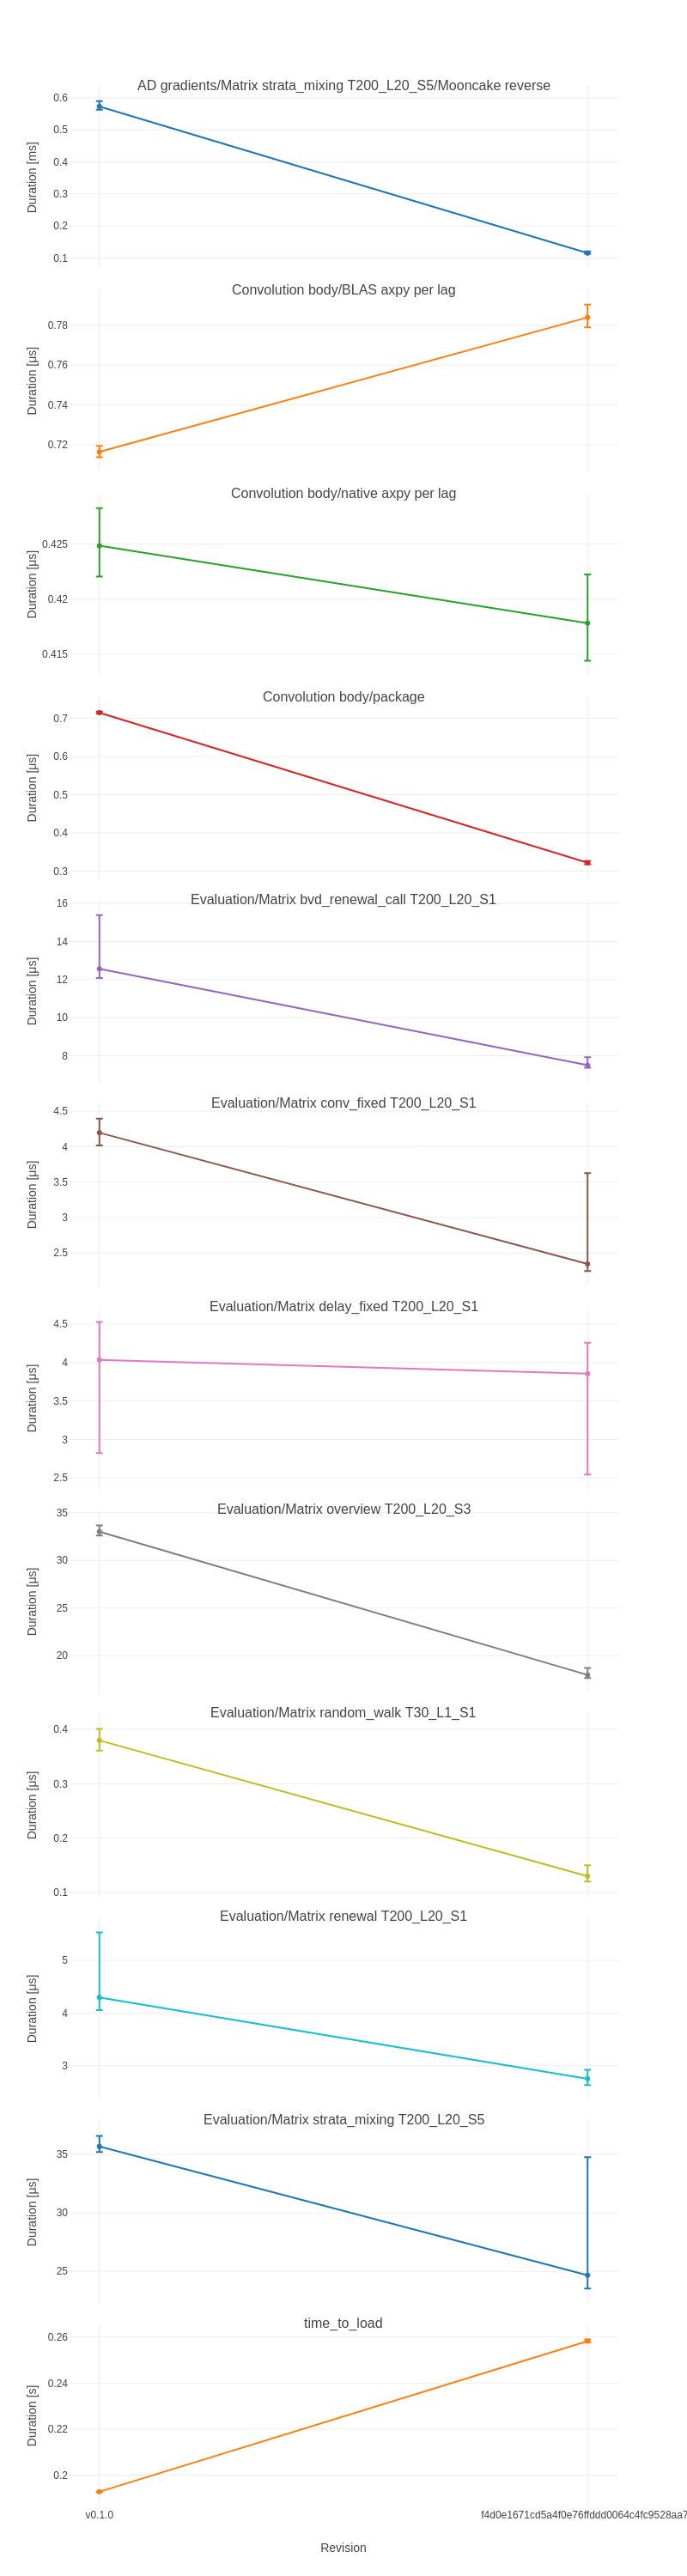 AD gradients/Matrix strata_mixing T200_L20_S5/Mooncake reverse
0.6
0.5
0.4
0.3
0.2
0.1
Duration [ms]
Convolution body/BLAS axpy per lag
0.78
0.76
0.74
0.72
Duration [μs]
Convolution body/native axpy per lag
0.425
0.42
0.415
Duration [μs]
Convolution body/package
0.7
0.6
0.5
0.4
0.3
Duration [μs]
Evaluation/Matrix bvd_renewal_call T200_L20_S1
16
14
12
10
8
Duration [μs]
Evaluation/Matrix conv_fixed T200_L20_S1
4.5
4
3.5
3
2.5
Duration [μs]
Evaluation/Matrix delay_fixed T200_L20_S1
4.5
4
3.5
3
2.5
Duration [μs]
Evaluation/Matrix overview T200_L20_S3
35
30
25
20
Duration [μs]
Evaluation/Matrix random_walk T30_L1_S1
0.4
0.3
0.2
0.1
Duration [μs]
Evaluation/Matrix renewal T200_L20_S1
5
4
3
Duration [μs]
Evaluation/Matrix strata_mixing T200_L20_S5
35
30
25
Duration [μs]
time_to_load
0.26
0.24
0.22
0.2
Duration [s]
v0.1.0
f4d0e1671cd5a4f0e76ffddd0064c4fc9528aa7
Revision